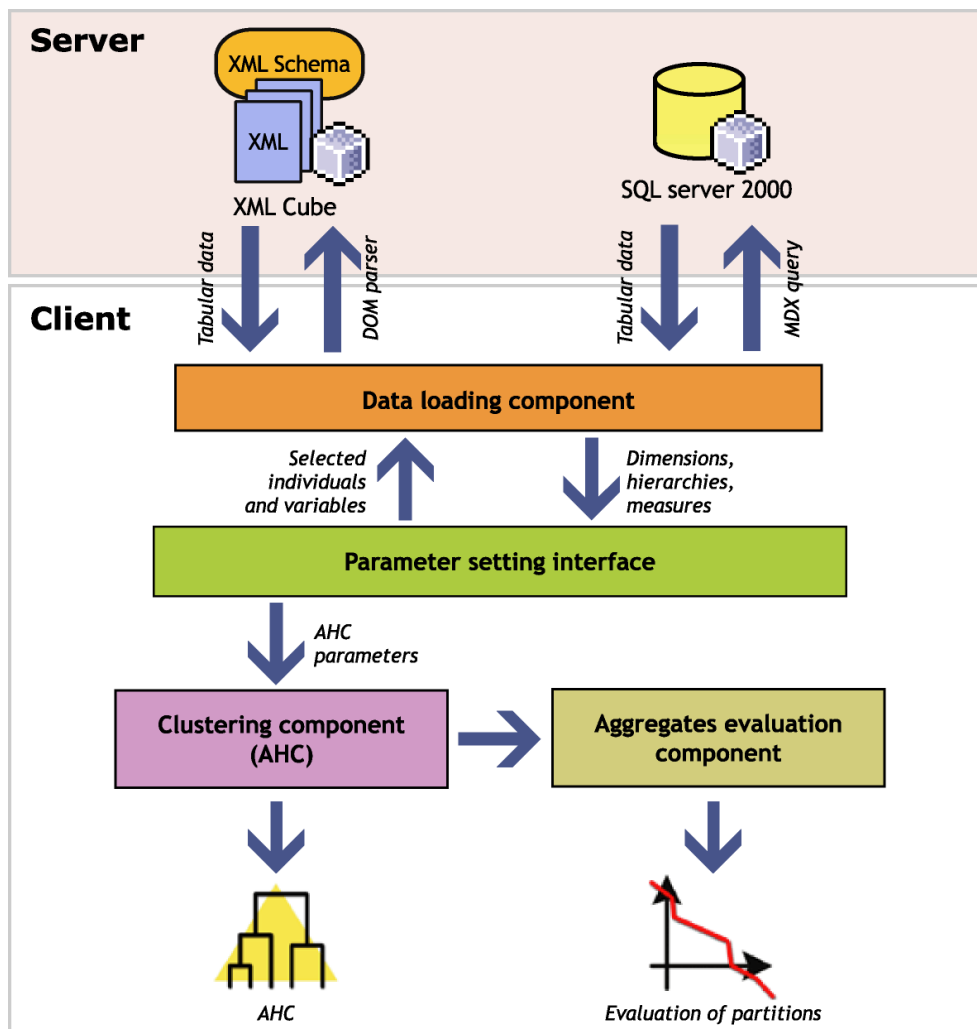 Server
XML Schema
XML
XML Cube
SQL server 2000
Tabular data
DOM parser
Tabular data
MDX query
Client
Data loading component
Selected
individuals
and variables
Dimensions,
hierarchies,
measures
Parameter setting interface
AHC
parameters
Clustering component
(AHC)
Aggregates evaluation
component
AHC
Evaluation of partitions